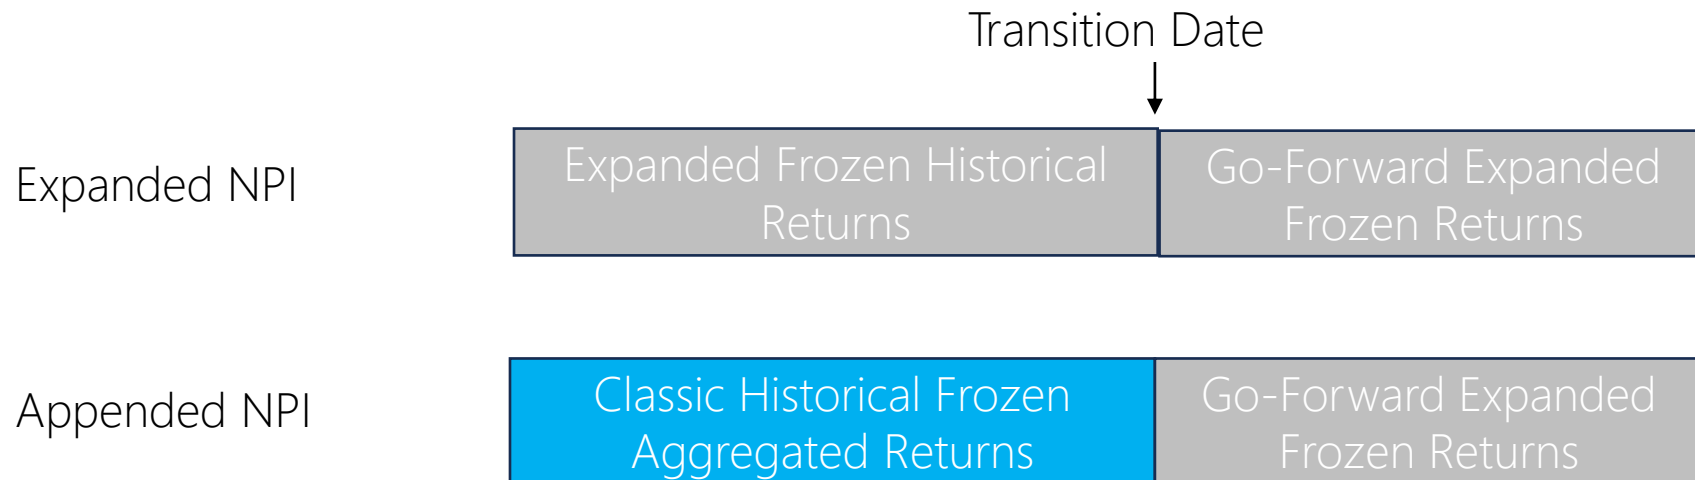 Transition Date
Expanded NPI
Expanded Frozen Historical
Returns
Go-Forward Expanded
Frozen Returns
Appended NPI
Classic Historical Frozen
Aggregated Returns
Go-Forward Expanded
Frozen Returns